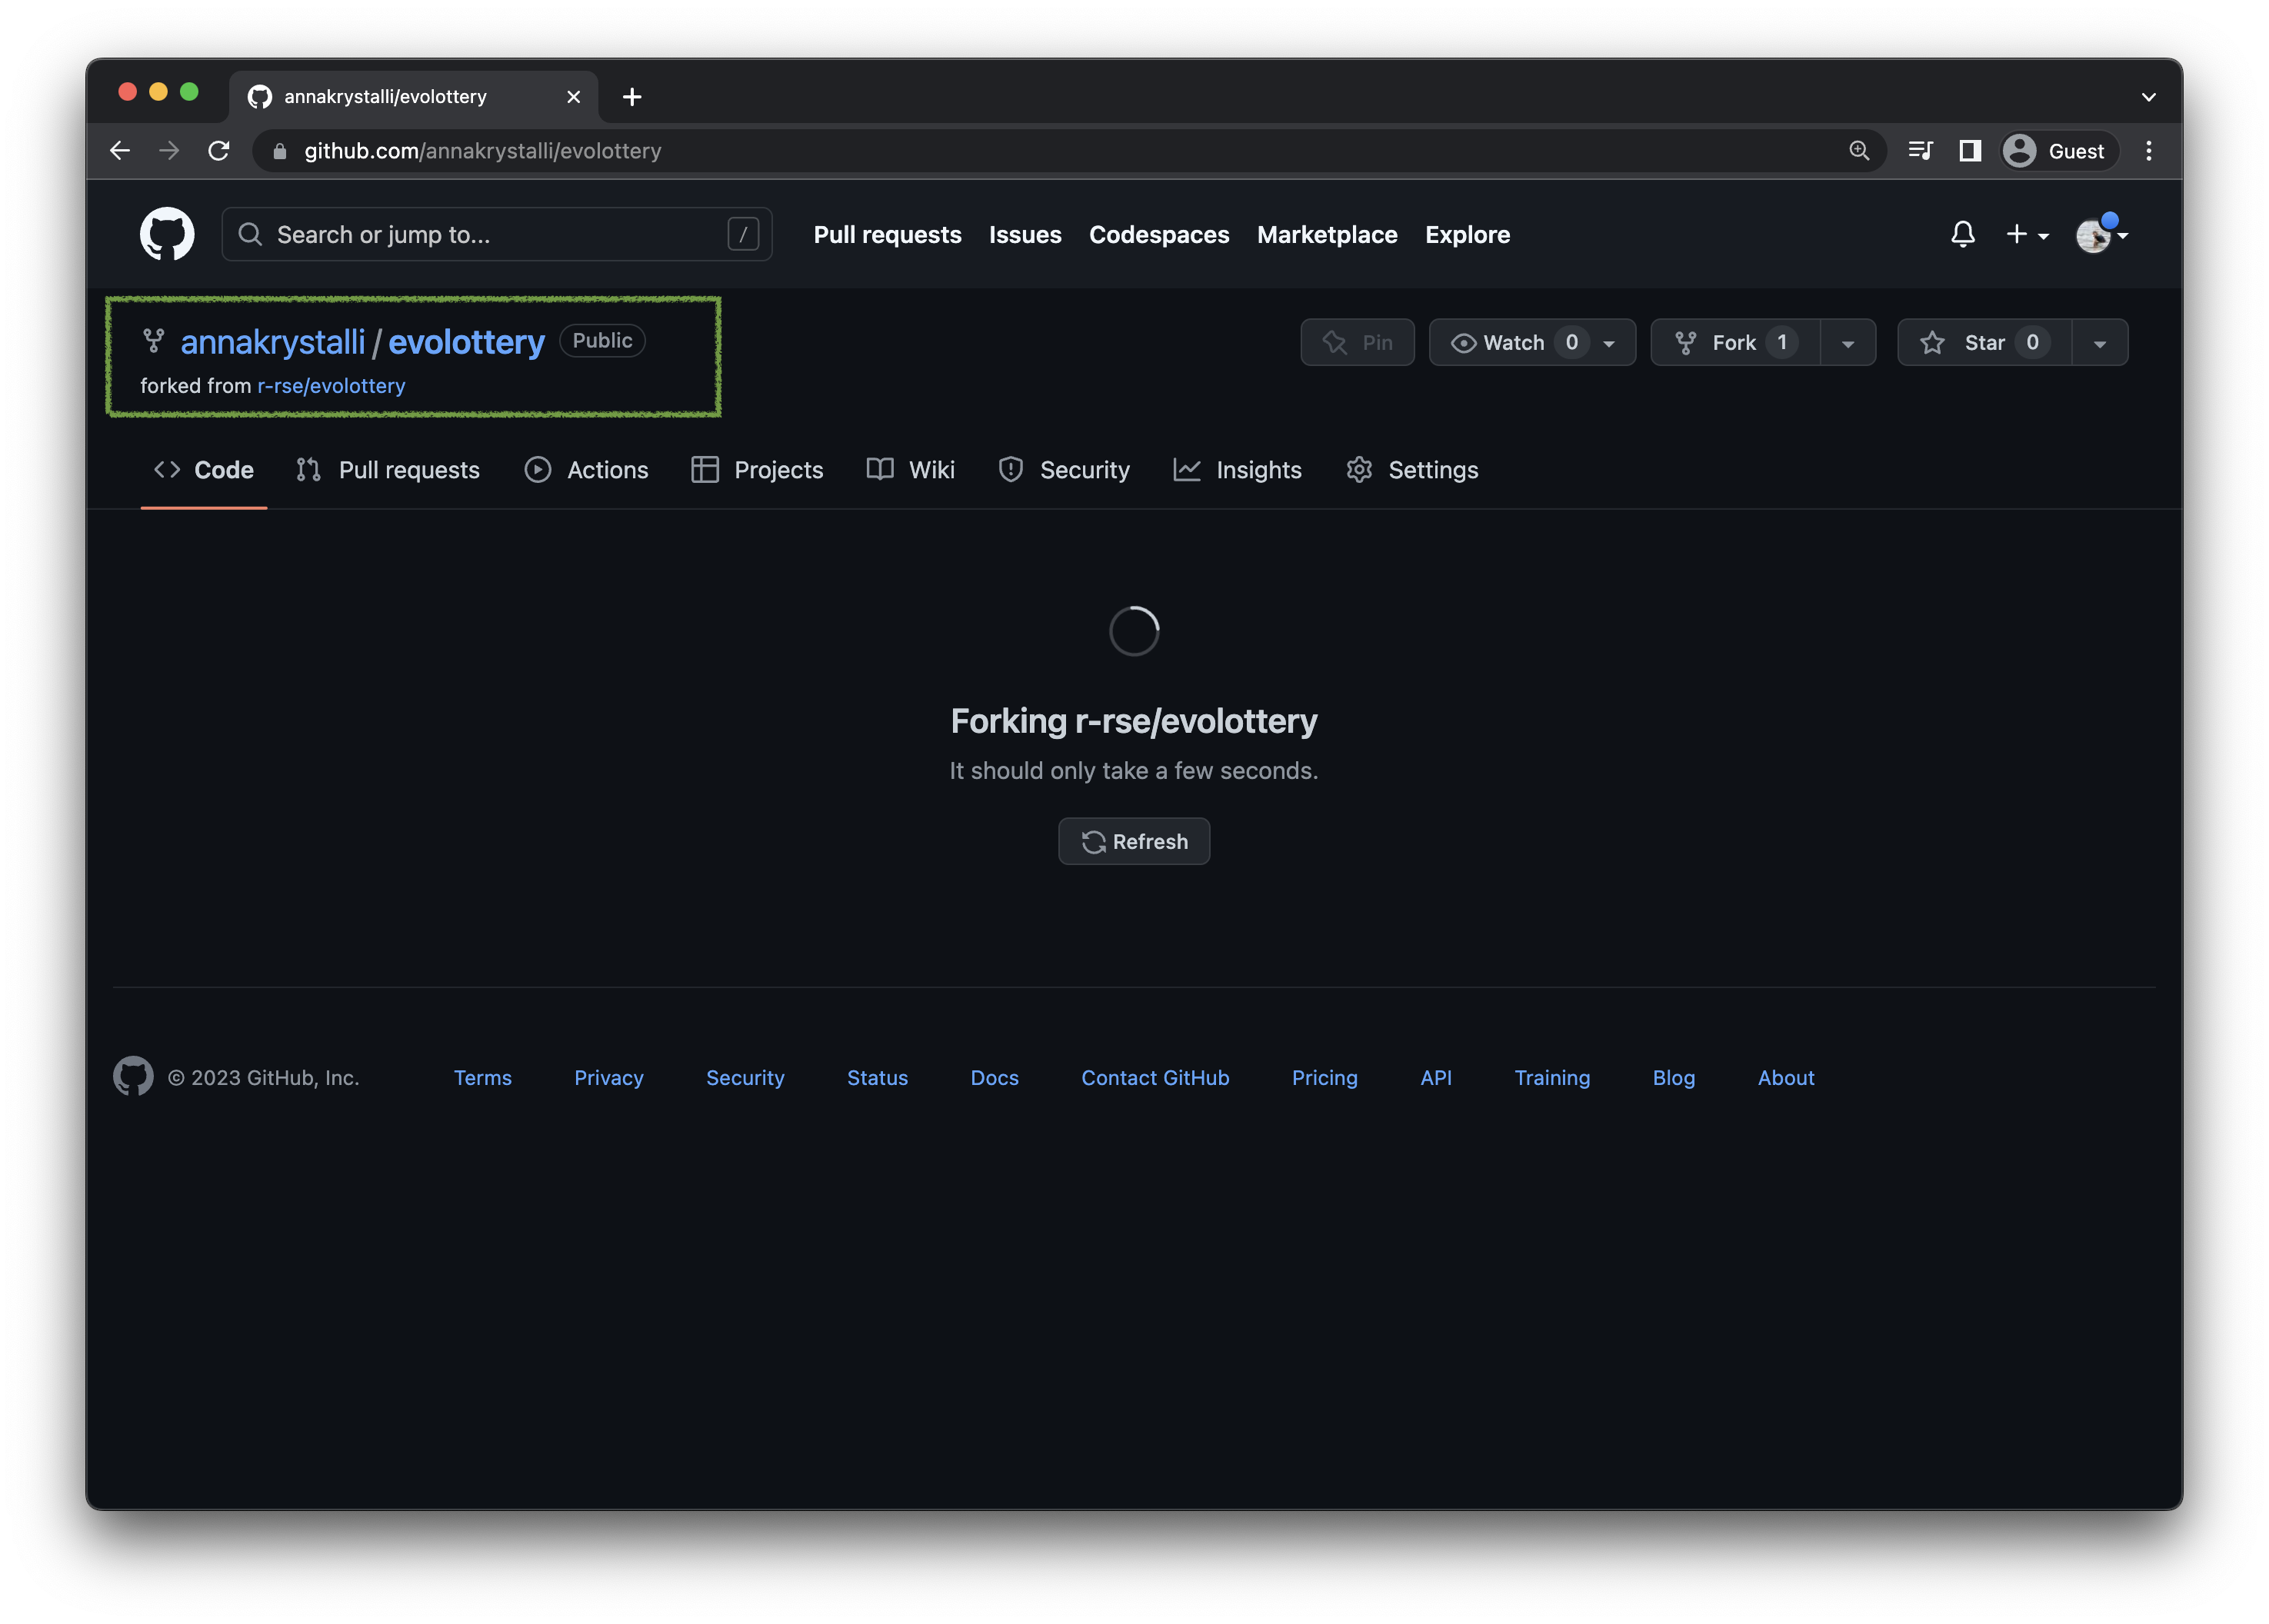 annakrystalli/evolottery
github.com/annakrystalli/evolottery
Guest
Search or jump to...
/
Pull requests Issues Codespaces Marketplace Explore
annakrystalli / evolottery Public
Pin Watch 0 Fork 1 Star 0
forked from r-rse/evolottery
Code Pull requests Actions Projects Wiki Security Insights Settings
Forking r-rse/evolottery
It should only take a few seconds.
Refresh
© 2023 GitHub, Inc. Terms Privacy Security Status Docs Contact GitHub Pricing API Training Blog About